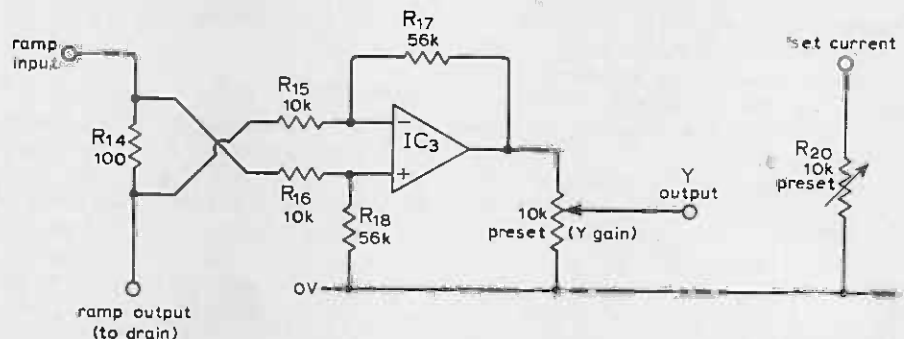 ramp
input
R14
100
R15
10k
R16
10k
R17
56k
R18
56k
−
IC3
+
10k
preset
(Y gain)
Y
output
set current
R20
10k
preset
0V
ramp output
(to drain)